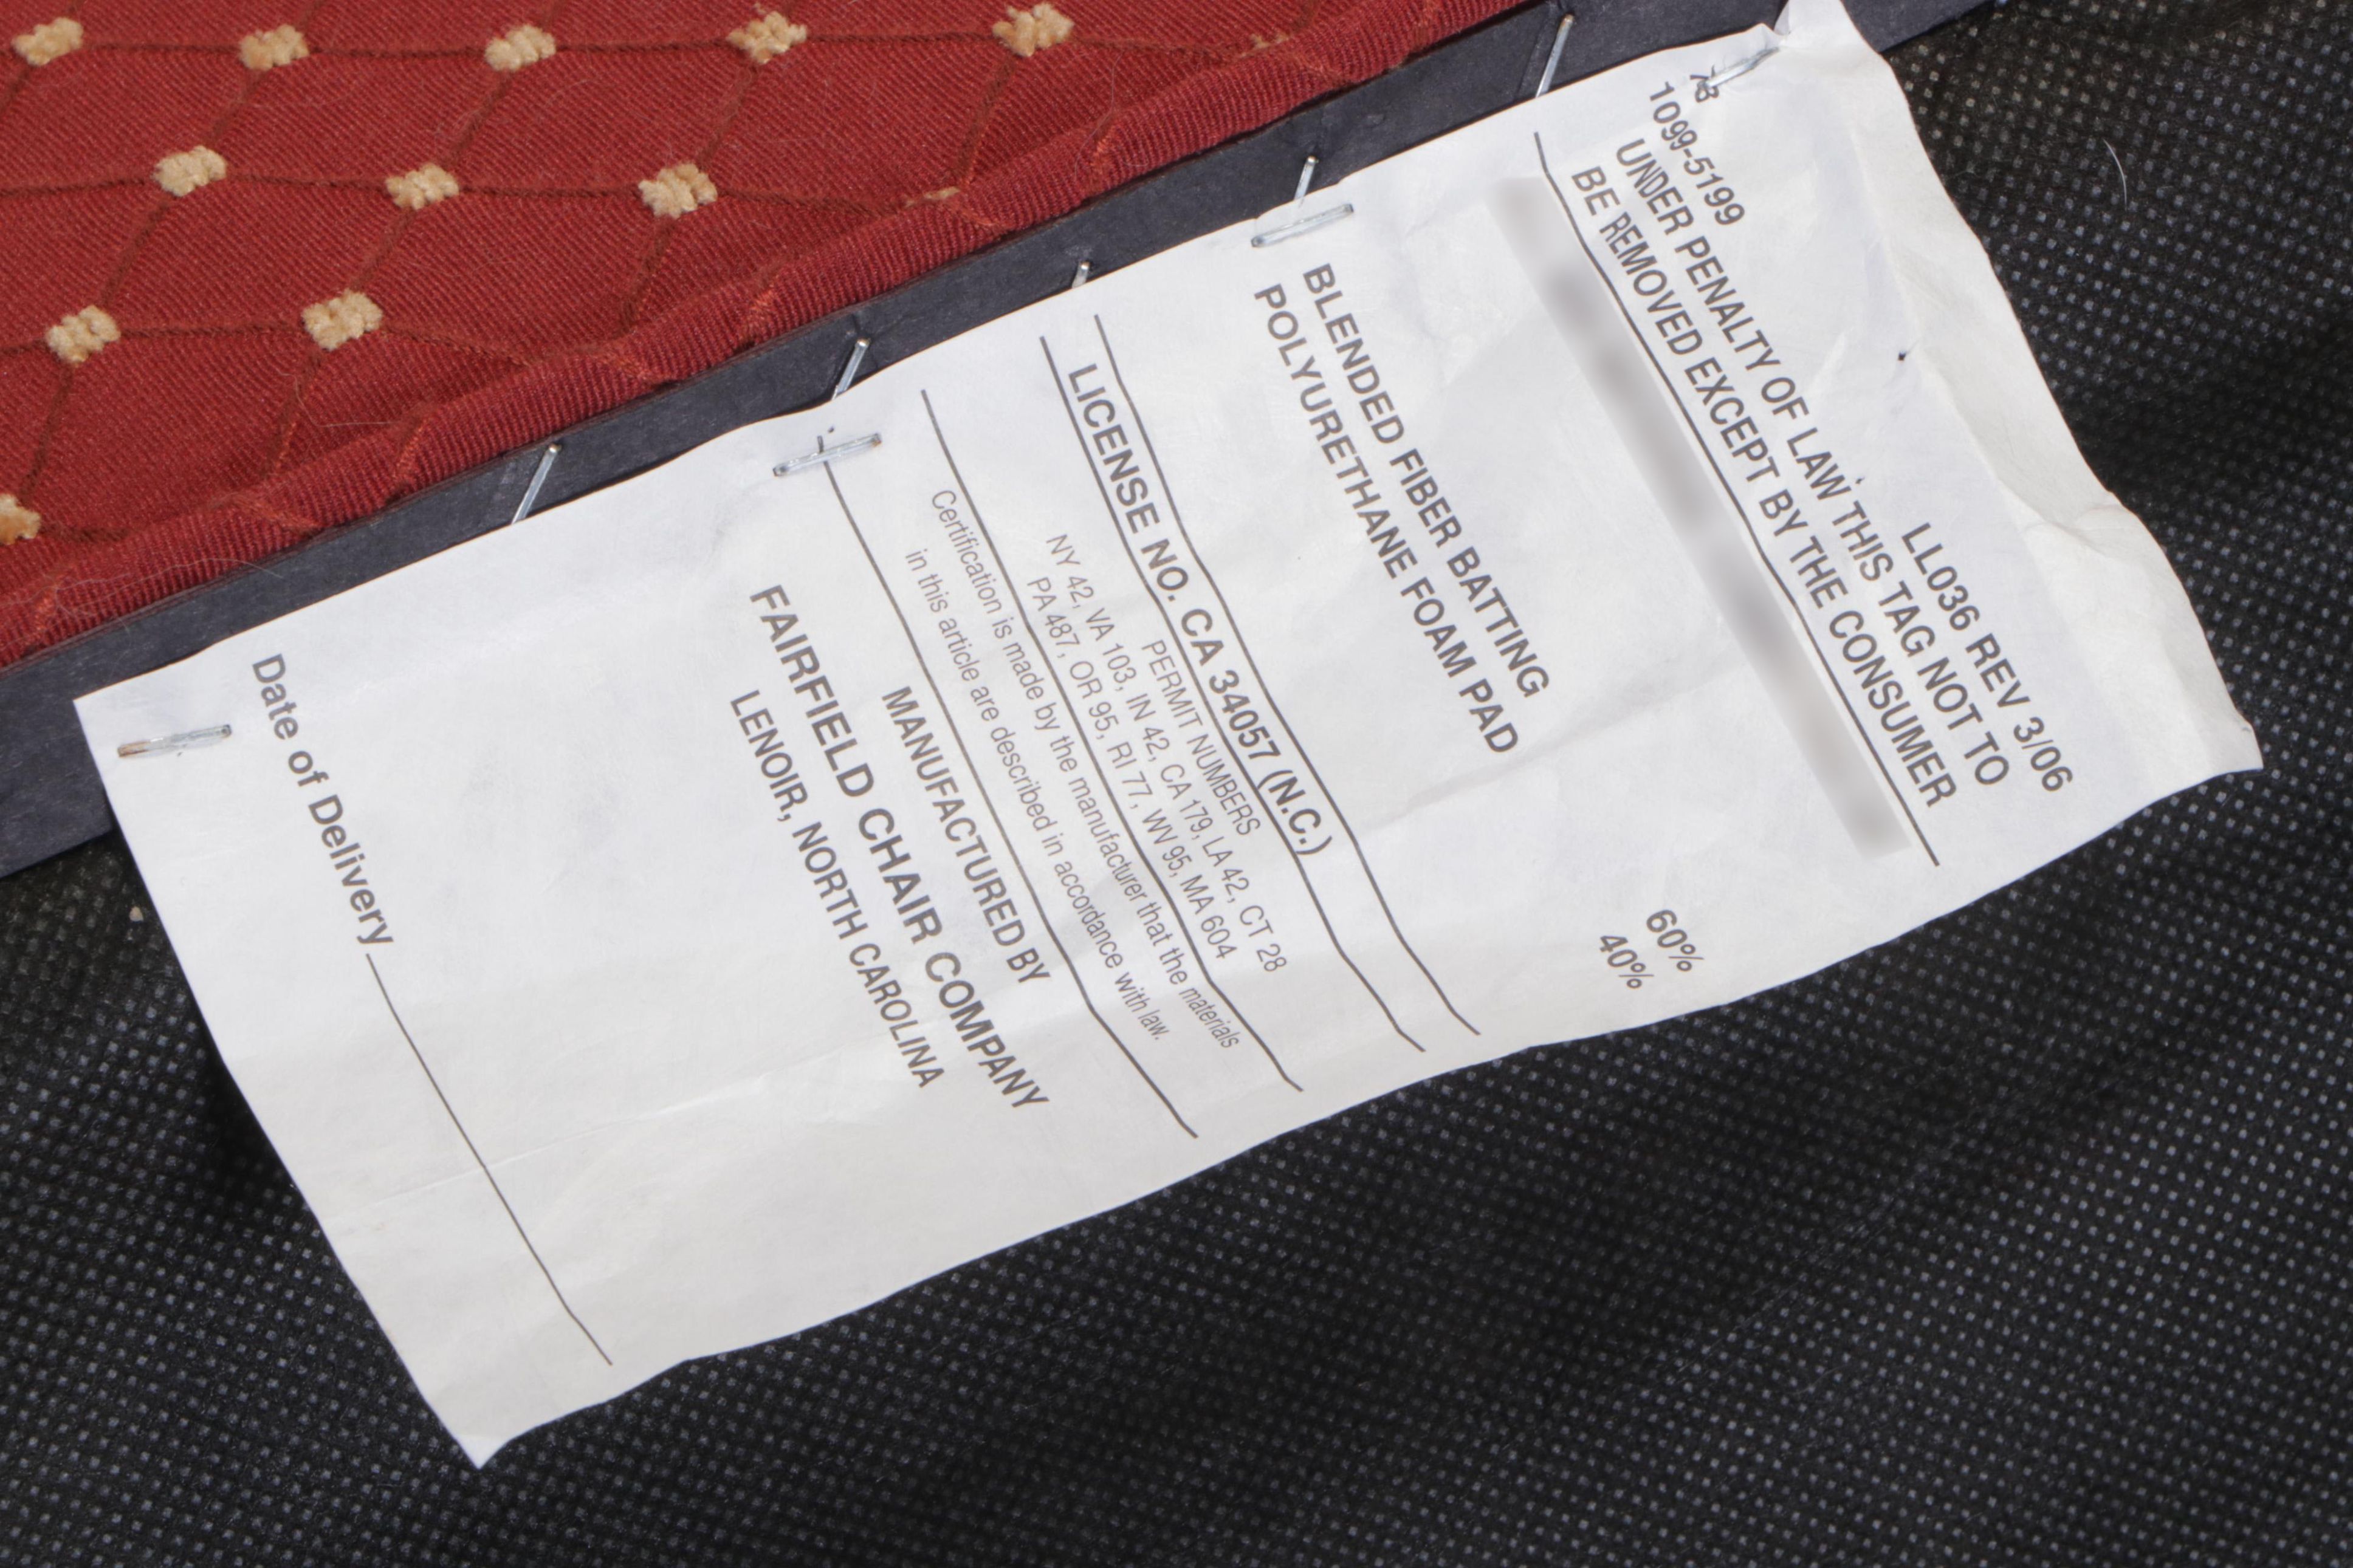 1099-5199
LL036 REV 3/06
UNDER PENALTY OF LAW THIS TAG NOT TO
BE REMOVED EXCEPT BY THE CONSUMER
BLENDED FIBER BATTING 60%
POLYURETHANE FOAM PAD 40%
LICENSE NO. CA 34057 (N.C.)
PERMIT NUMBERS
NY 42, VA 103, IN 42, CA 179, LA 42, CT 28
PA 487, OR 95, RI 77, WV 95, MA 604
Certification is made by the manufacturer that the materials
in this article are described in accordance with law.
MANUFACTURED BY
FAIRFIELD CHAIR COMPANY
LENOIR, NORTH CAROLINA
Date of Delivery